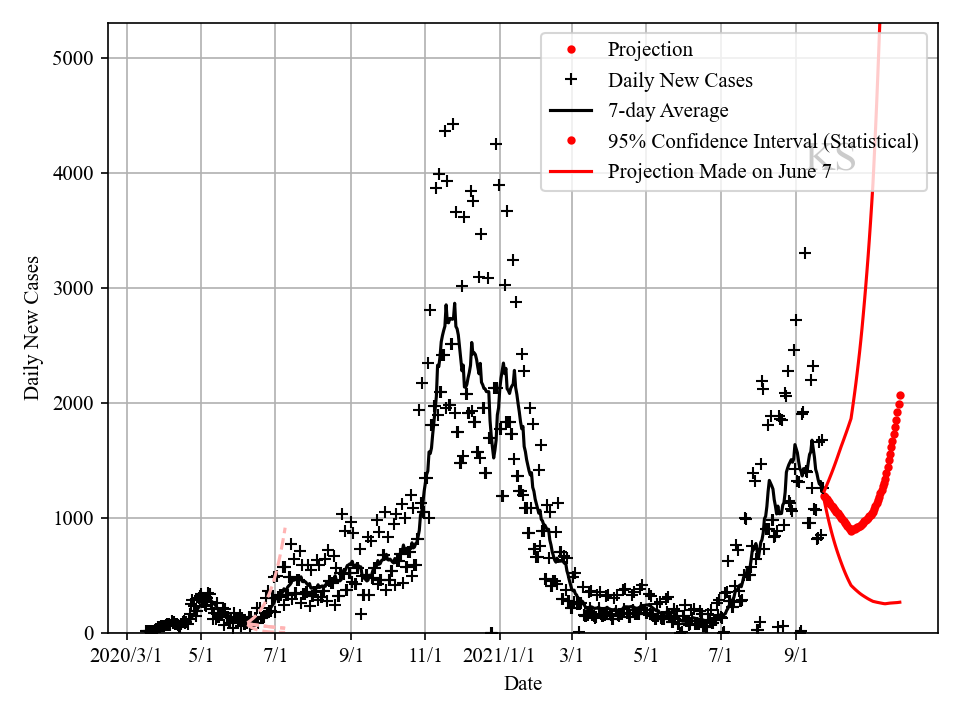 5000
4000
3000
2000
1000
0
Daily New Cases
Projection
Daily New Cases
7-day Average
95% Confidence Interval (Statistical)
Projection Made on June 7
KS
2020/3/1 5/1 7/1 9/1 11/1 2021/1/1 3/1 5/1 7/1 9/1
Date